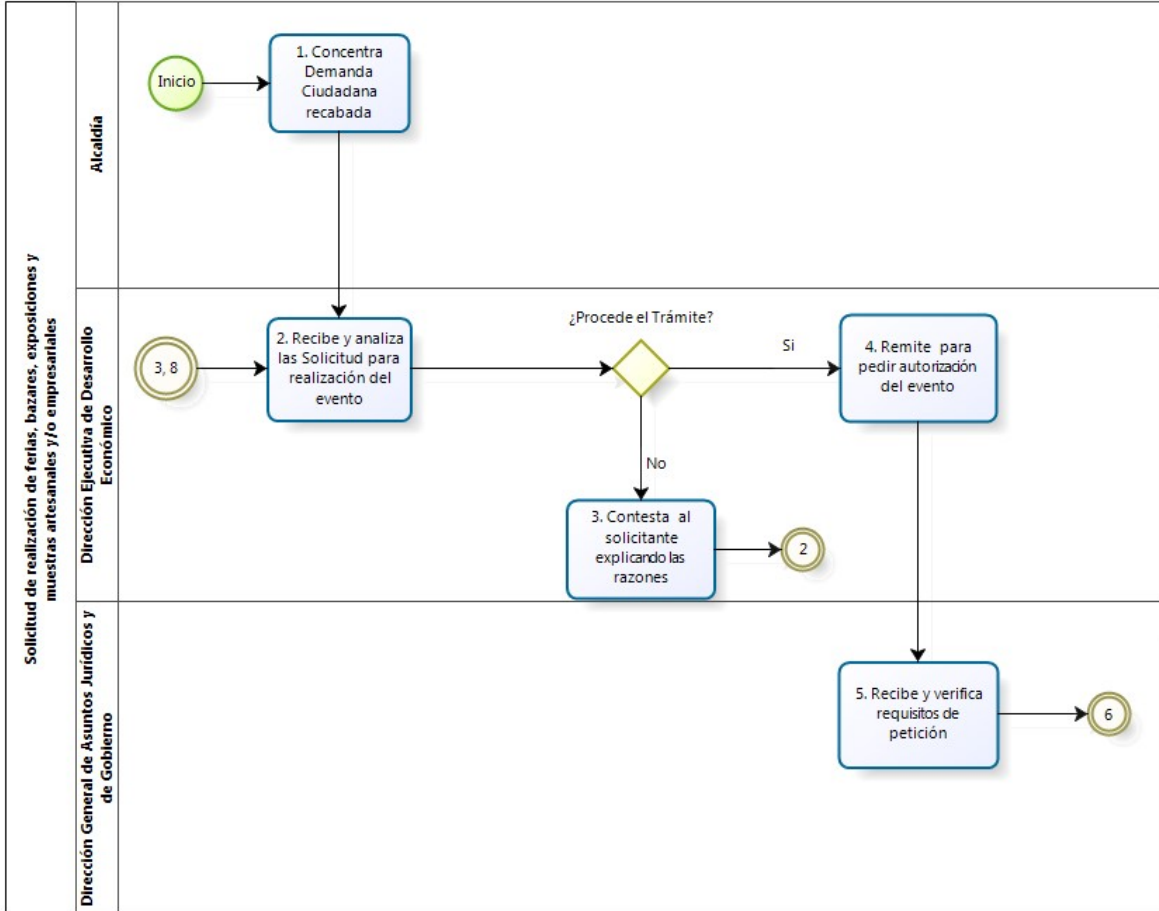 Solicitud de realización de ferias, bazares, exposiciones y
muestras artesanales y/o empresariales
Alcaldía
Inicio
1. Concentra
Demanda
Ciudadana
recabada
Dirección Ejecutiva de Desarrollo
Económico
3, 8
2. Recibe y analiza
las Solicitud para
realización del
evento
¿Procede el Trámite?
Si
No
4. Remite para
pedir autorización
del evento
3. Contesta al
solicitante
explicando las
razones
2
Dirección General de Asuntos Jurídicos y
de Gobierno
5. Recibe y verifica
requisitos de
petición
6